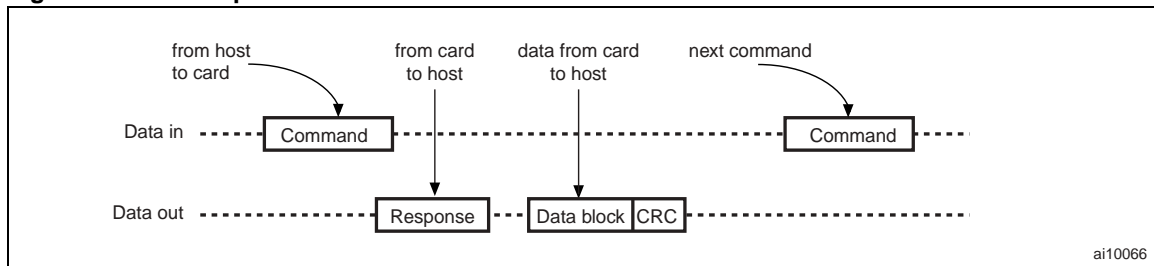 from host
to card
from card
to host
data from card
to host
next command
Data in
Command
Command
Data out
Response
Data block
CRC
ai10066